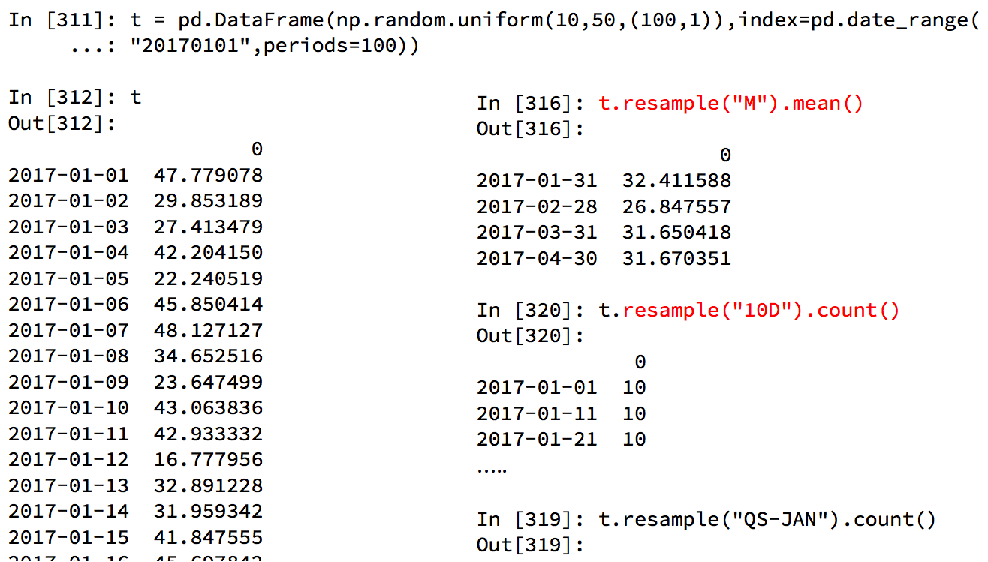 In [311]: t = pd.DataFrame(np.random.uniform(10,50,(100,1)),index=pd.date_range(
...: "20170101",periods=100))
In [312]: t
Out[312]:
0
2017-01-01 47.779078
2017-01-02 29.853189
2017-01-03 27.413479
2017-01-04 42.204150
2017-01-05 22.240519
2017-01-06 45.850414
2017-01-07 48.127127
2017-01-08 34.652516
2017-01-09 23.647499
2017-01-10 43.063836
2017-01-11 42.933332
2017-01-12 16.777956
2017-01-13 32.891228
2017-01-14 31.959342
2017-01-15 41.847555
In [316]: t.resample("M").mean()
Out[316]:
0
2017-01-31 32.411588
2017-02-28 26.847557
2017-03-31 31.650418
2017-04-30 31.670351
In [320]: t.resample("10D").count()
Out[320]:
0
2017-01-01 10
2017-01-11 10
2017-01-21 10
.....
In [319]: t.resample("QS-JAN").count()
Out[319]: